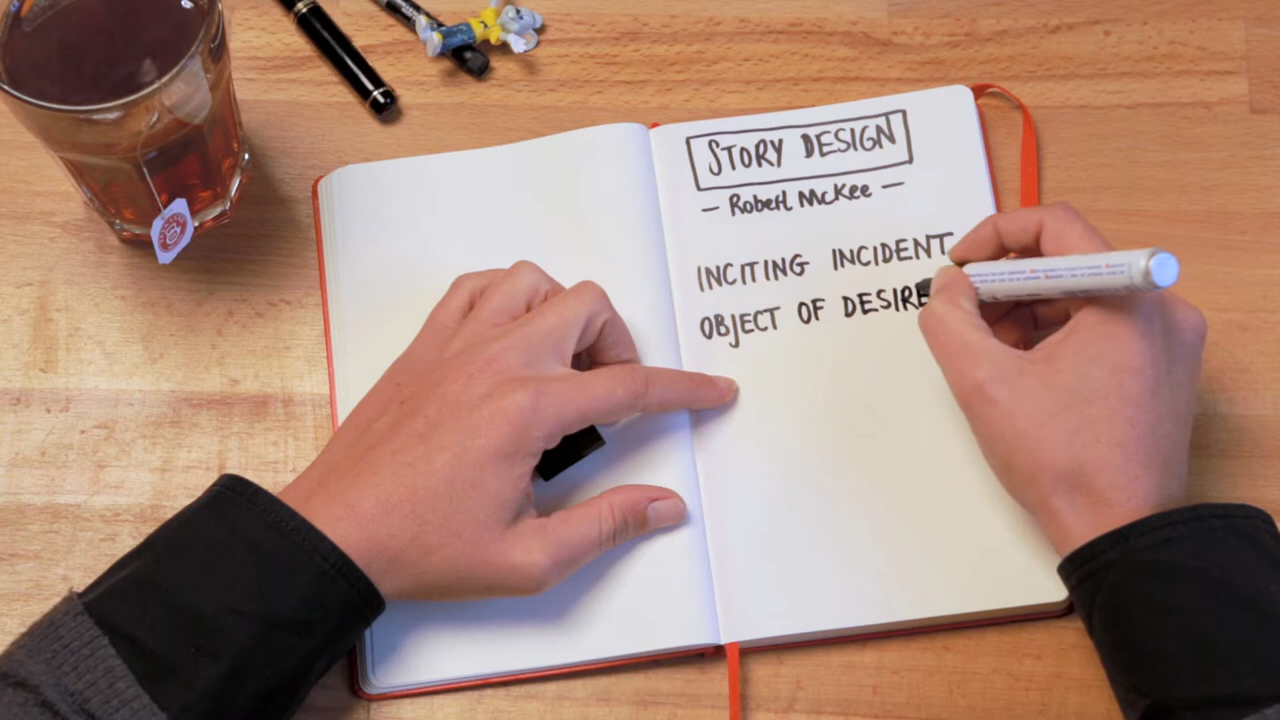 STORY DESIGN
— Robert McKee —
INCITING INCIDENT
OBJECT OF DESIRE